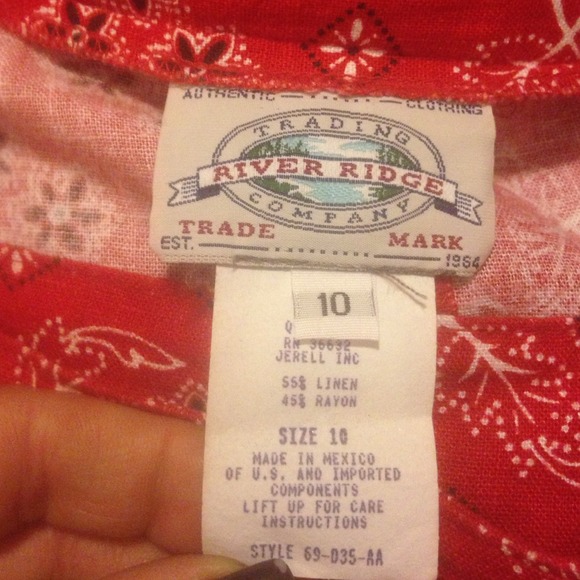 AUTHENTIC CLOTHING
TRADING
RIVER RIDGE
COMPANY
TRADE MARK
EST. 1964
10
Q
RN 36632
JERELL INC
55% LINEN
45% RAYON
SIZE 10
MADE IN MEXICO
OF U.S. AND IMPORTED
COMPONENTS
LIFT UP FOR CARE
INSTRUCTIONS
STYLE 69-D35-AA